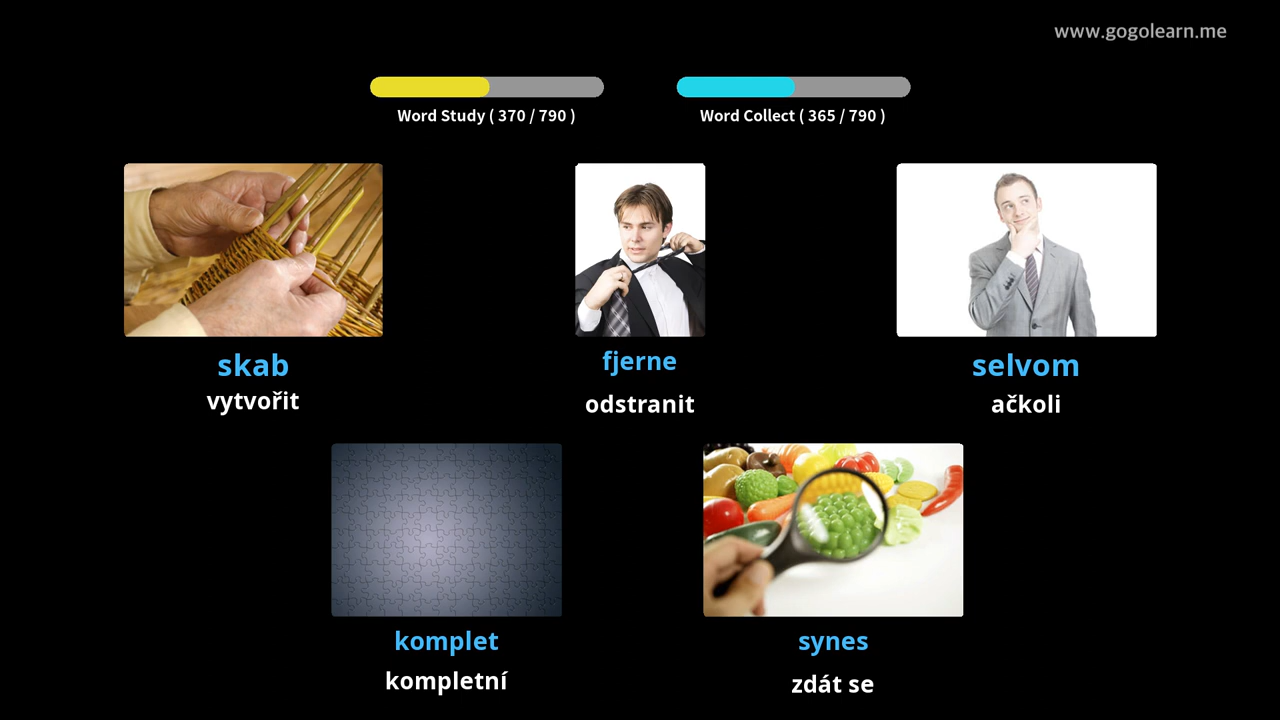 www.gogolearn.me
Word Study ( 370 / 790 )
Word Collect ( 365 / 790 )
skab
vytvořit
fjerne
odstranit
selvom
ačkoli
komplet
kompletní
synes
zdát se